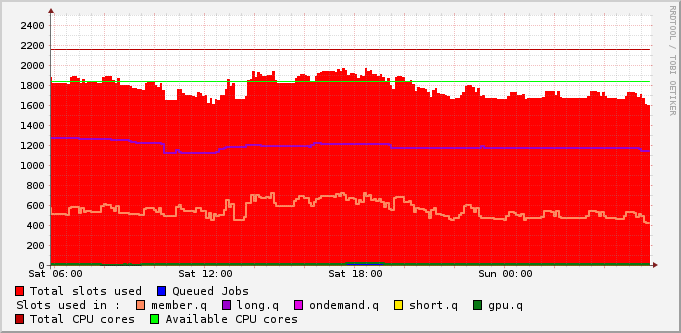 2400
2200
2000
1800
1600
1400
1200
1000
800
600
400
200
0
Sat 06:00 Sat 12:00 Sat 18:00 Sun 00:00
Total slots used Queued Jobs
Slots used in : member.q long.q ondemand.q short.q gpu.q
Total CPU cores Available CPU cores
RRDTOOL / TOBI OETIKER